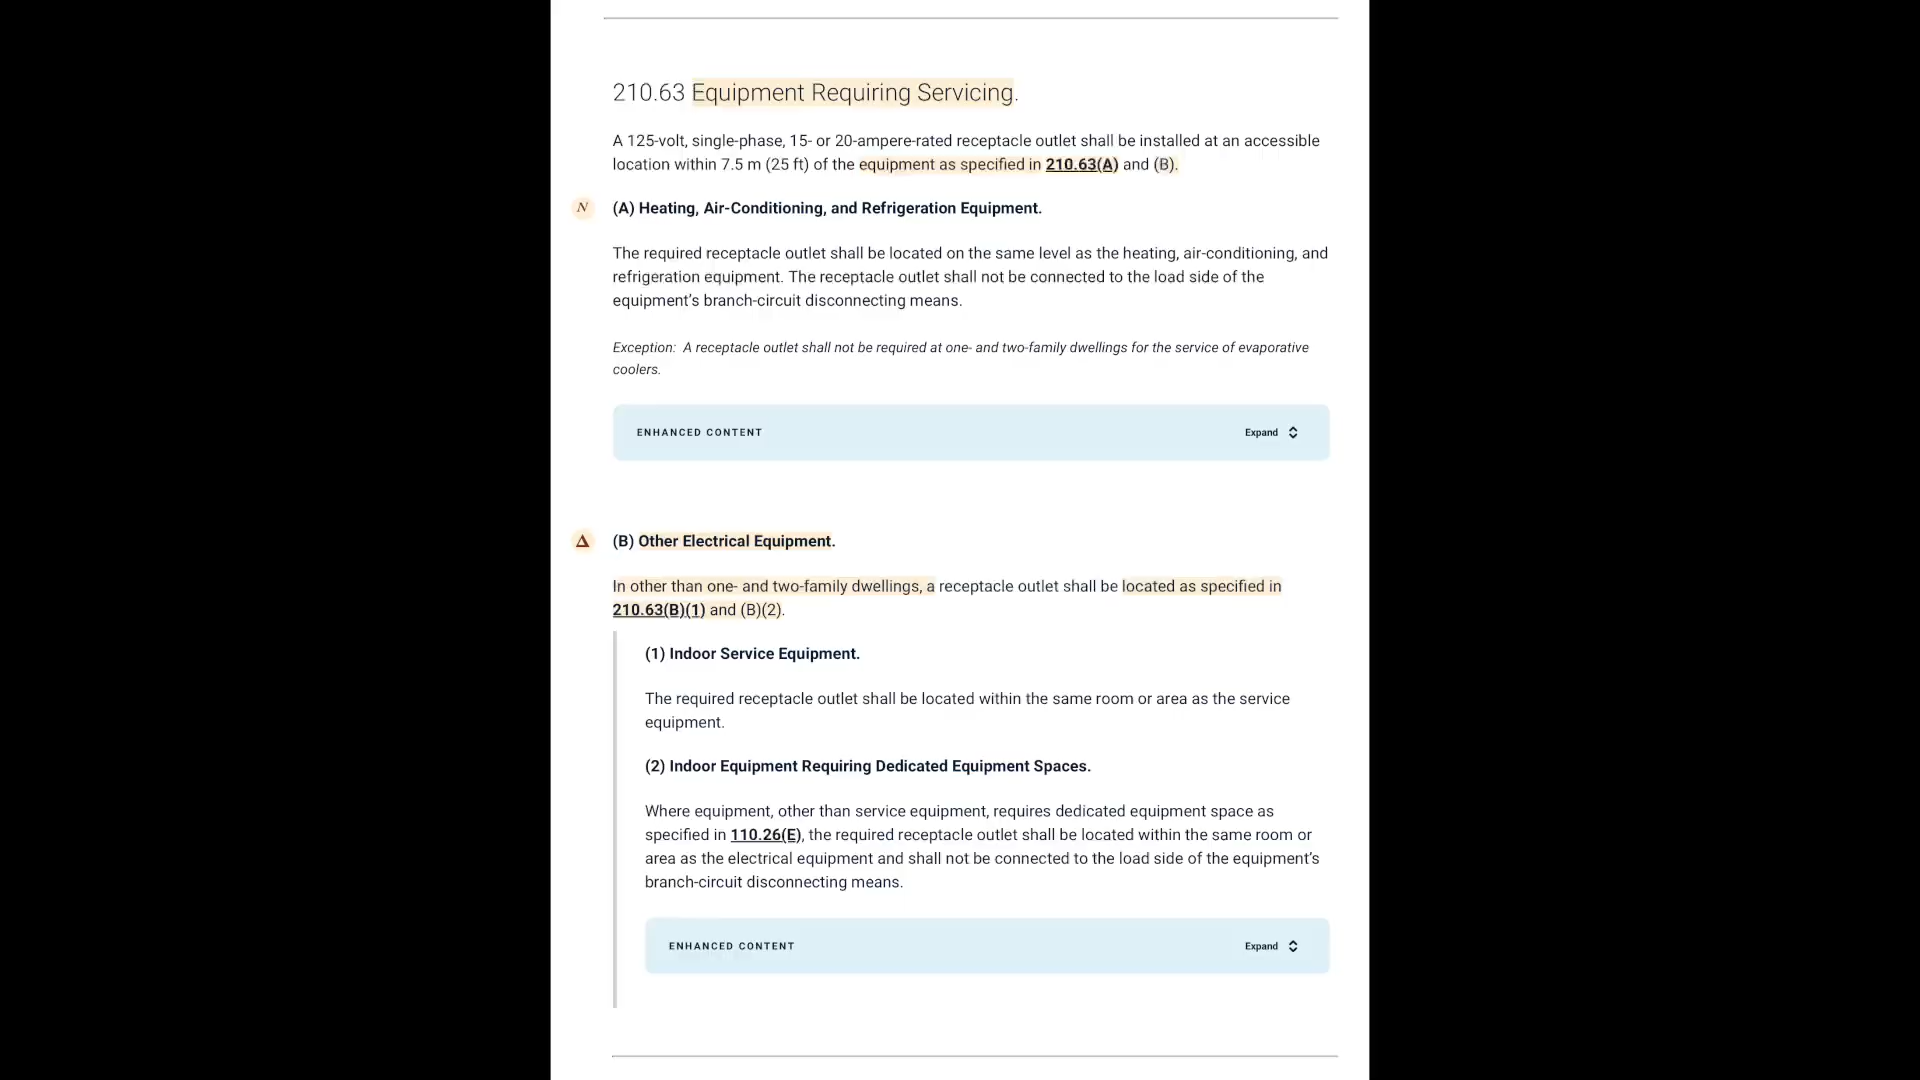 210.63 Equipment Requiring Servicing.
A 125-volt, single-phase, 15- or 20-ampere-rated receptacle outlet shall be installed at an accessible
location within 7.5 m (25 ft) of the equipment as specified in 210.63(A) and (B).
N (A) Heating, Air-Conditioning, and Refrigeration Equipment.
The required receptacle outlet shall be located on the same level as the heating, air-conditioning, and
refrigeration equipment. The receptacle outlet shall not be connected to the load side of the
equipment’s branch-circuit disconnecting means.
Exception: A receptacle outlet shall not be required at one- and two-family dwellings for the service of evaporative
coolers.
ENHANCED CONTENT Expand
Δ (B) Other Electrical Equipment.
In other than one- and two-family dwellings, a receptacle outlet shall be located as specified in
210.63(B)(1) and (B)(2).
(1) Indoor Service Equipment.
The required receptacle outlet shall be located within the same room or area as the service
equipment.
(2) Indoor Equipment Requiring Dedicated Equipment Spaces.
Where equipment, other than service equipment, requires dedicated equipment space as
specified in 110.26(E), the required receptacle outlet shall be located within the same room or
area as the electrical equipment and shall not be connected to the load side of the equipment’s
branch-circuit disconnecting means.
ENHANCED CONTENT Expand